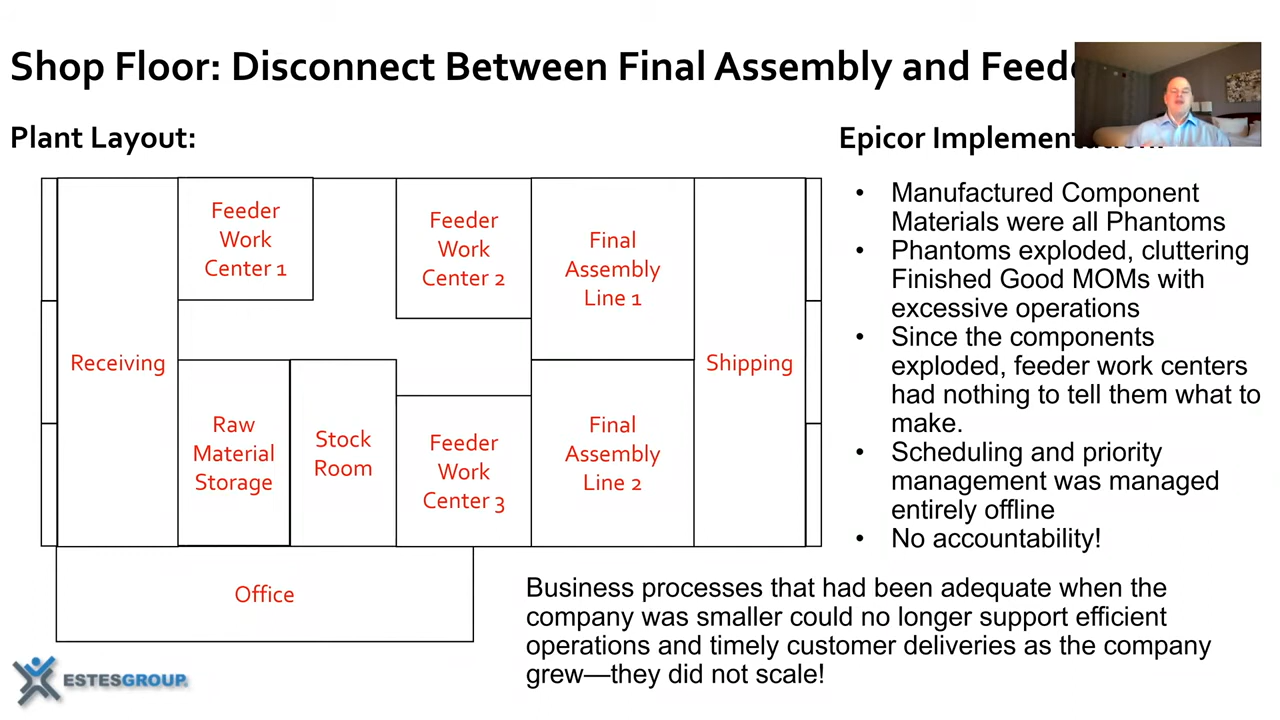 Shop Floor: Disconnect Between Final Assembly and
Plant Layout:
Epicor
Feeder
Work
Center 1
Feeder
Work
Center 2
Final
Assembly
Line 1
Receiving
Shipping
Raw
Material
Storage
Stock
Room
Feeder
Work
Center 3
Final
Assembly
Line 2
Office
• Manufactured Component
Materials were all Phantoms
• Phantoms exploded, cluttering
Finished Good MOMs with
excessive operations
• Since the components
exploded, feeder work centers
had nothing to tell them what to
make.
• Scheduling and priority
management was managed
entirely offline
• No accountability!
Business processes that had been adequate when the
company was smaller could no longer support efficient
operations and timely customer deliveries as the company
grew—they did not scale!
ESTESGROUP